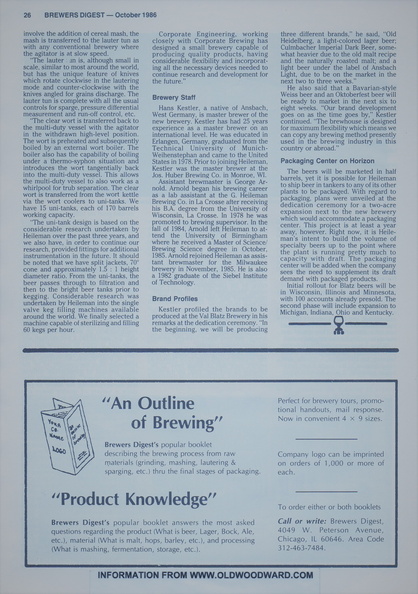 26    BREWERS DIGEST — October 1986
involve the addition of cereal mash, the
mash is transferred to the lauter tun as
with any conventional brewery where
the agitator is at slow speed.
"The lauter tun is, although small in
scale, similar to most around the world,
but has the unique feature of knives
which rotate clockwise in the lautering
mode and counter-clockwise with the
knives angled for grains discharge. The
lauter tun is complete with all the usual
controls for sparge, pressure differential
measurement and run-off control, etc.
"The clear wort is transferred back to
the multi-duty vessel with the agitator
in the withdrawn high-level position.
The wort is preheated and subsequently
boiled by an external wort boiler. The
boiler also has the capability of boiling
under a thermo-syphon situation and
introduces the wort tangentially back
into the multi-duty vessel. This allows
the multi-duty vessel to also work as a
whirlpool for trub separation. The clear
wort is transferred from the wort kettle
via the wort coolers to uni-tanks. We
have 15 uni-tanks, each of 170 barrels
working capacity.
"The uni-tank design is based on the
considerable research undertaken by
Heileman over the past three years, and
we also have, in order to continue our
research, provided fittings for additional
instrumentation in the future. It should
be noted that we have split jackets, 70°
cone and approximately 1.5 : 1 height
diameter ratio. From the uni-tanks, the
beer passes through to filtration and
then to the bright beer tanks prior to
kegging. Considerable research was
undertaken by Heileman into the single
valve keg filling machines available
around the world. We finally selected a
machine capable of sterilizing and filling
60 kegs per hour.
Corporate Engineering, working
closely with Corporate Brewing has
designed a small brewery capable of
producing quality products, having
considerable flexibility and incorporat-
ing all the necessary devices needed to
continue research and development for
the future."
Brewery Staff
Hans Kestler, a native of Ansbach,
West Germany, is master brewer of the
new brewery. Kestler has had 25 years
experience as a master brewer on an
international level. He was educated in
Erlangen, Germany, graduated from the
Technical University of Munich-
Weihenstephan and came to the United
States in 1978. Prior to joining Heileman,
Kestler was the master brewer at the
Jos. Huber Brewing Co. in Monroe, WI.
Assistant brewmaster is George Ar-
nold. Arnold began his brewing career
as a lab assistant at the G. Heileman
Brewing Co. in La Crosse after receiving
his B.A. degree from the University of
Wisconsin, La Crosse. In 1978 he was
promoted to brewing supervisor. In the
fall of 1984, Arnold left Heileman to at-
tend the University of Birmingham
where he received a Master of Science:
Brewing Science degree in October,
1985. Arnold rejoined Heileman as assis-
tant brewmaster for the Milwaukee
brewery in November, 1985. He is also
a 1982 graduate of the Siebel Institute
of Technology.
Brand Profiles
Kestler profiled the brands to be
produced at the Val Blatz Brewery in his
remarks at the dedication ceremony. "In
the beginning, we will be producing
three different brands," he said, "Old
Heidelberg, a light-colored lager beer;
Culmbacher Imperial Dark Beer, some-
what heavier due to the old malt recipe
and the naturally roasted malt; and a
light beer under the label of Ansbach
Light, due to be on the market in the
next two to three weeks."
He also said that a Bavarian-style
Weiss beer and an Oktoberfest beer will
be ready to market in the next six to
eight weeks. "Our brand development
goes on as the time goes by," Kestler
continued. "The brewhouse is designed
for maximum flexibility which means we
can copy any brewing method presently
used in the brewing industry in this
country or abroad."
Packaging Center on Horizon
The beers will be marketed in half
barrels, yet it is possible for Heileman
to ship beer in tankers to any of its other
plants to be packaged. With regard to
packaging, plans were unveiled at the
dedication ceremony for a two-acre
expansion next to the new brewery
which would accommodate a packaging
center. This project is at least a year
away, however. Right now, it is Heile-
man's intent to build the volume of
specialty beers up to the point where
the plant is running pretty much to
capacity with draft. The packaging
center will be added when the company
sees the need to supplement its draft
demand with packaged products.
Initial rollout for Blatz beers will be
in Wisconsin, Illinois and Minnesota,
with 100 accounts already presold. The
second phase will include expansion to
Michigan, Indiana, Ohio and Kentucky.
YOUR
CO.
NAME
LOGO
"An Outline
of Brewing"
Brewers Digest's popular booklet
describing the brewing process from raw
materials (grinding, mashing, lautering &
sparging, etc.) thru the final stages of packaging.
"Product Knowledge"
Brewers Digest's popular booklet answers the most asked
questions regarding the product (What is beer, Lager, Bock, Ale,
etc.), material (What is malt, hops, barley, etc.), and processing
(What is mashing, fermentation, storage, etc.).
Perfect for brewery tours, promo-
tional handouts, mail response.
Now in convenient 4 × 9 sizes.
Company logo can be imprinted
on orders of 1,000 or more of
each.
To order either or both booklets
Call or write: Brewers Digest,
4049 W. Peterson Avenue,
Chicago, IL 60646. Area Code
312-463-7484.
INFORMATION FROM WWW.OLDWOODWARD.COM